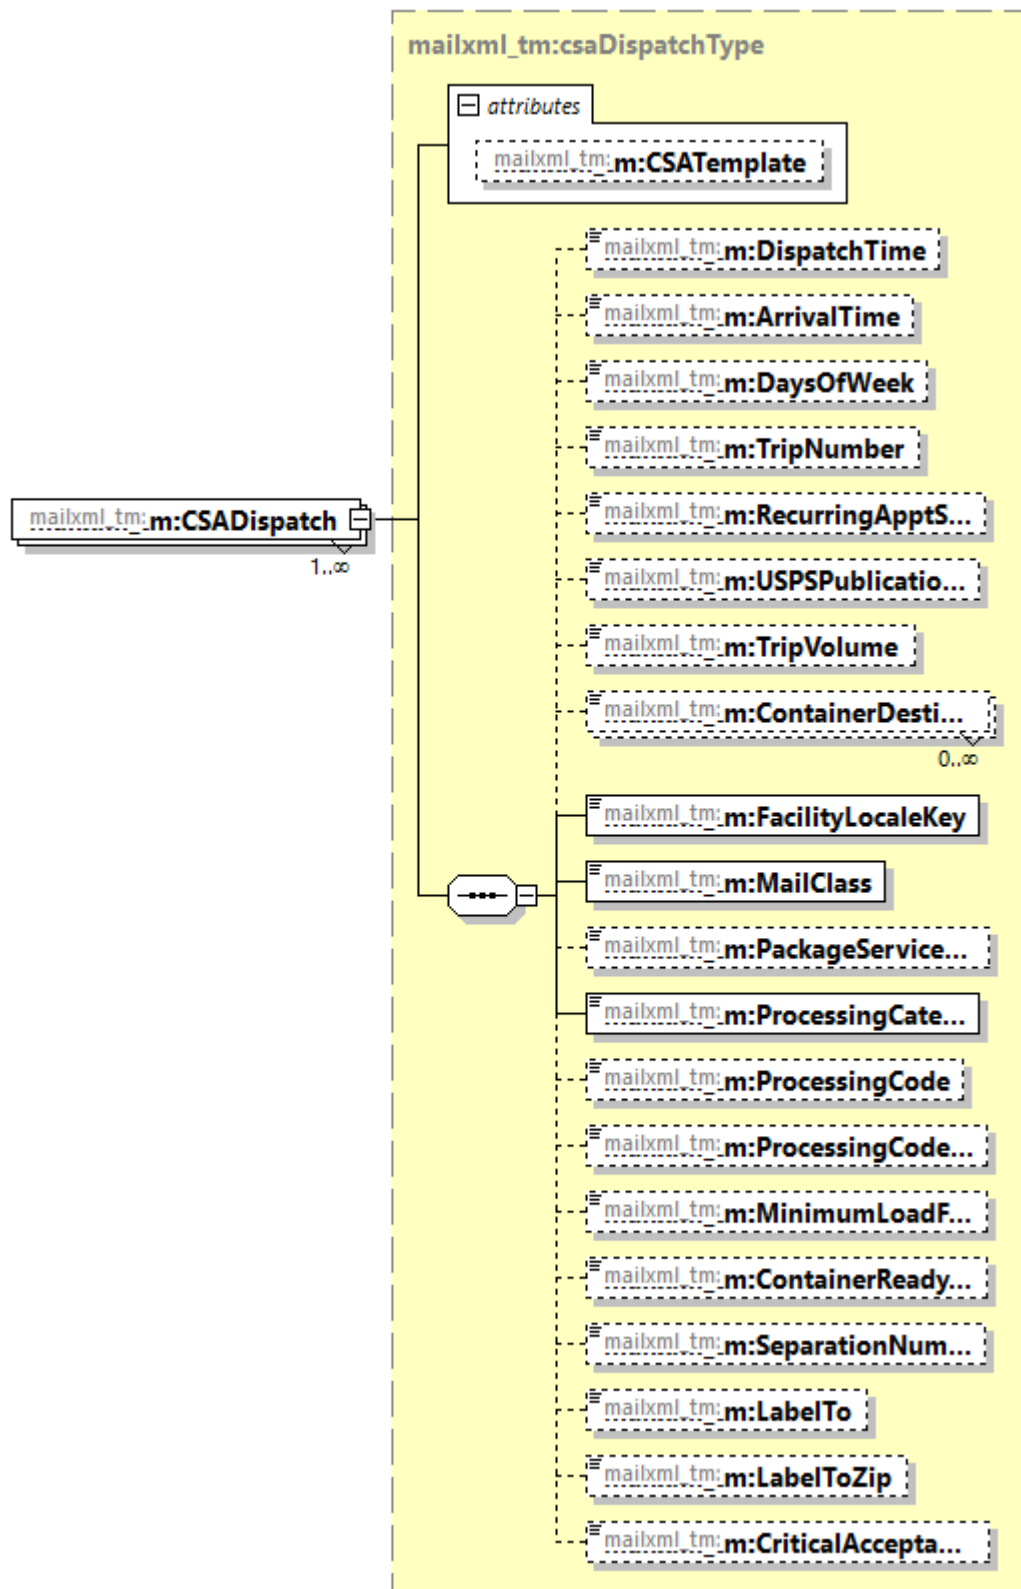 mailxml_tm:csaDispatchType
attributes
mailxml_tm:m:CSATemplate
mailxml_tm:m:DispatchTime
mailxml_tm:m:ArrivalTime
mailxml_tm:m:DaysOfWeek
mailxml_tm:m:TripNumber
mailxml_tm:m:CSADispatch
1..∞
mailxml_tm:m:RecurringApptS...
mailxml_tm:m:USPSPublicatio...
mailxml_tm:m:TripVolume
mailxml_tm:m:ContainerDesti...
0..∞
mailxml_tm:m:FacilityLocaleKey
mailxml_tm:m:MailClass
mailxml_tm:m:PackageService...
mailxml_tm:m:ProcessingCate...
mailxml_tm:m:ProcessingCode
mailxml_tm:m:ProcessingCode...
mailxml_tm:m:MinimumLoadF...
mailxml_tm:m:ContainerReady...
mailxml_tm:m:SeparationNum...
mailxml_tm:m:LabelTo
mailxml_tm:m:LabelToZip
mailxml_tm:m:CriticalAccepta...